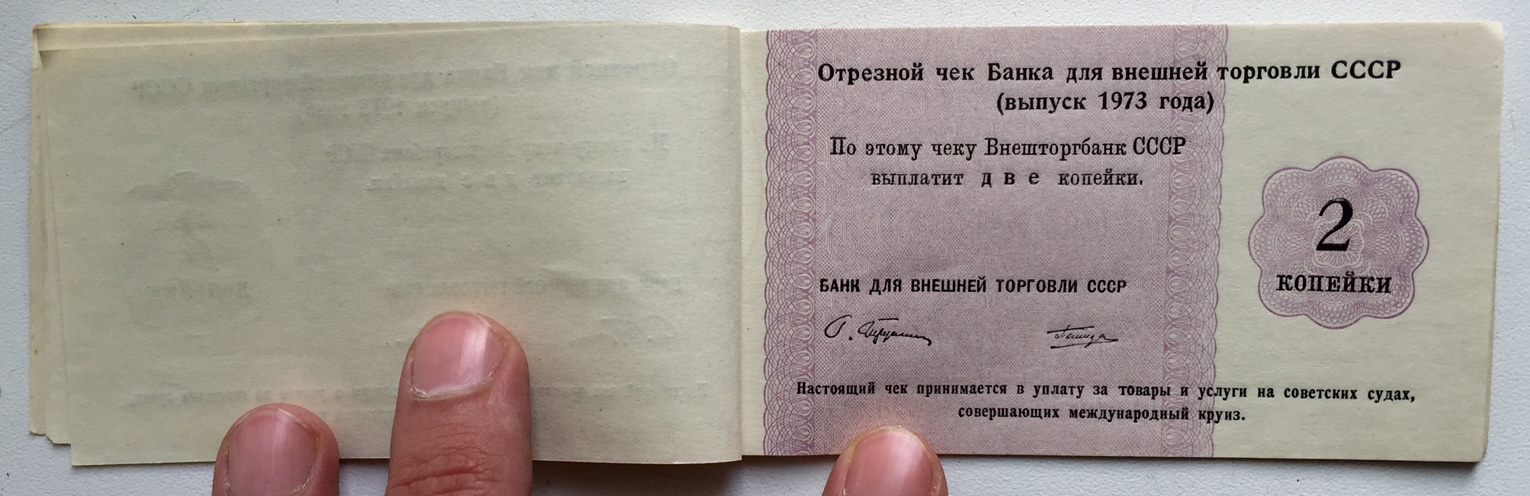 Отрезной чек Банка для внешней торговли СССР
(выпуск 1973 года)
По этому чеку Внешторгбанк СССР
выплатит две копейки.
2
КОПЕЙКИ
БАНК ДЛЯ ВНЕШНЕЙ ТОРГОВЛИ СССР
Настоящий чек принимается в уплату за товары и услуги на советских судах,
совершающих международный круиз.